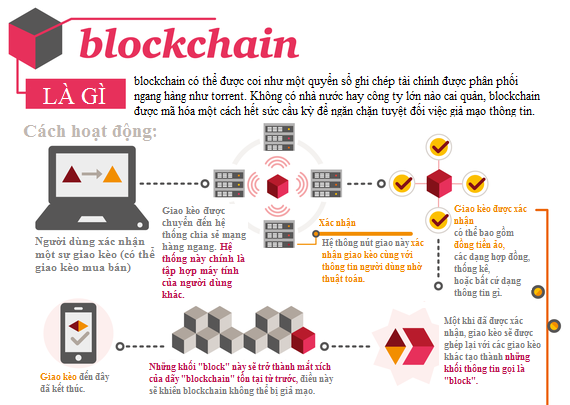 blockchain
LÀ GÌ
blockchain có thể được coi như một quyển sổ ghi chép tài chính được phân phối
ngang hàng như torrent. Không có nhà nước hay công ty lớn nào cai quản, blockchain
được mã hóa một cách hết sức cầu kỳ để ngăn chặn tuyệt đối việc giả mạo thông tin.
Cách hoạt động:
Người dùng xác nhận
một sự giao kèo (có thể
giao kèo mua bán)
Giao kèo được
chuyển đến hệ
thống chia sẻ mạng
hàng ngang. Hệ
thống này chính là
tập hợp máy tính
của người dùng
khác.
Xác nhận
Hệ thống nút giao này xác
nhận giao kèo cùng với
thông tin người dùng nhờ
thuật toán.
Giao kèo được xác
nhận
có thể bao gồm
đồng tiền ảo,
các dạng hợp đồng,
thống kê,
hoặc bất cứ dạng
thông tin gì.
Một khi đã được xác
nhận, giao kèo sẽ được
ghép lại với các giao kèo
khác tạo thành những
khối thông tin gọi là
"block".
Những khối "block" này sẽ trở thành mắt xích
của dãy "blockchain" tồn tại từ trước, điều này
sẽ khiến blockchain không thể bị giả mạo.
Giao kèo đến đây
đã kết thúc.